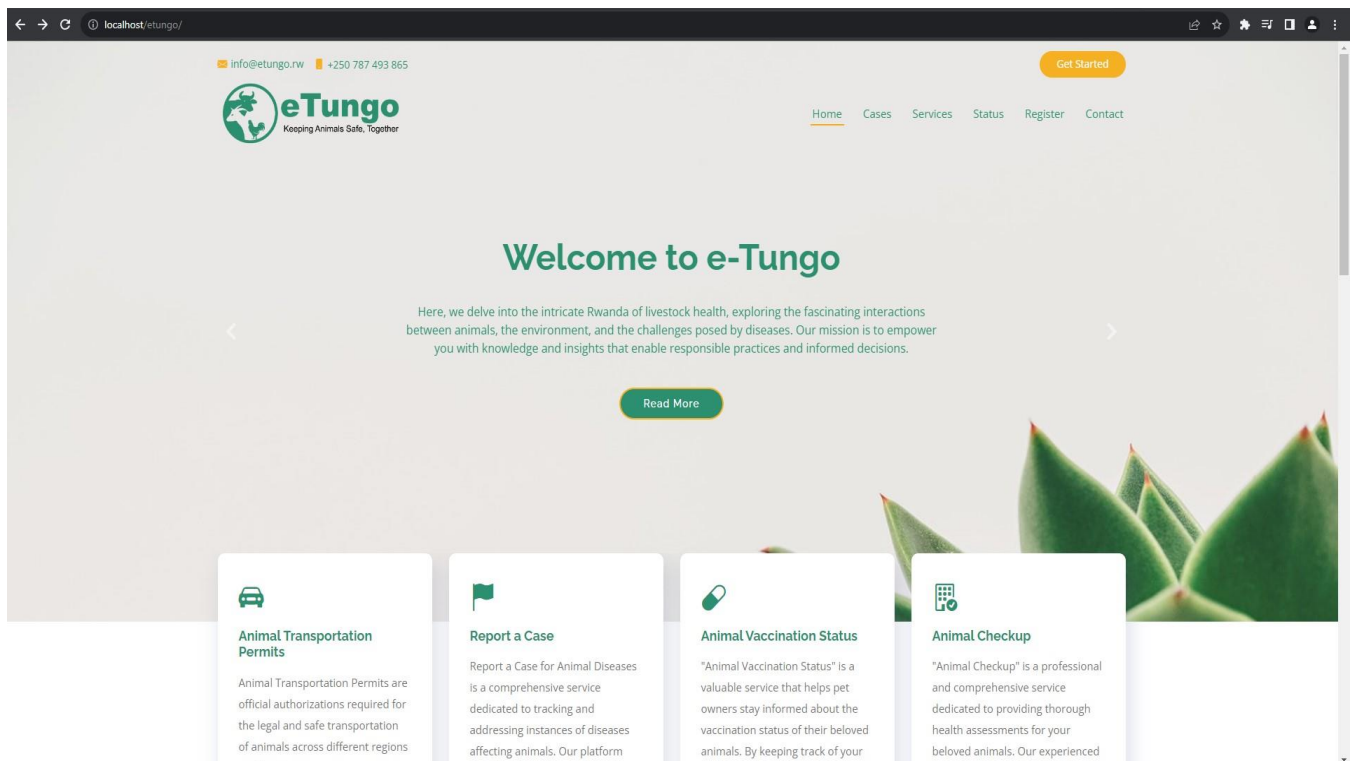 localhost/etungo/
info@etungo.rw +250 787 493 865
Get Started
eTungo
Keeping Animals Safe, Together
Home Cases Services Status Register Contact
Welcome to e-Tungo
Here, we delve into the intricate Rwanda of livestock health, exploring the fascinating interactions
between animals, the environment, and the challenges posed by diseases. Our mission is to empower
you with knowledge and insights that enable responsible practices and informed decisions.
Read More
Animal Transportation
Permits
Animal Transportation Permits are
official authorizations required for
the legal and safe transportation
of animals across different regions
Report a Case
Report a Case for Animal Diseases
is a comprehensive service
dedicated to tracking and
addressing instances of diseases
affecting animals. Our platform
Animal Vaccination Status
"Animal Vaccination Status" is a
valuable service that helps pet
owners stay informed about the
vaccination status of their beloved
animals. By keeping track of your
Animal Checkup
"Animal Checkup" is a professional
and comprehensive service
dedicated to providing thorough
health assessments for your
beloved animals. Our experienced